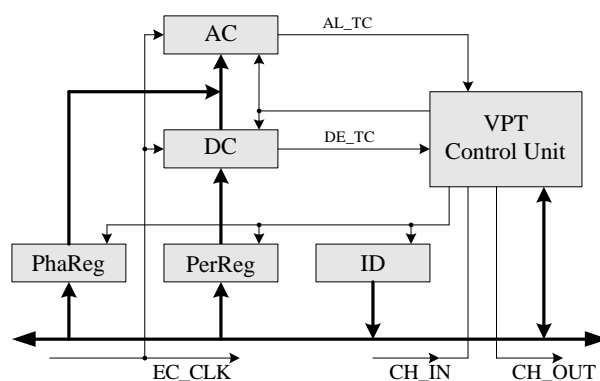 AC
AL_TC
VPT
Control Unit
DC
DE_TC
PhaReg
PerReg
ID
EC_CLK
CH_IN
CH_OUT